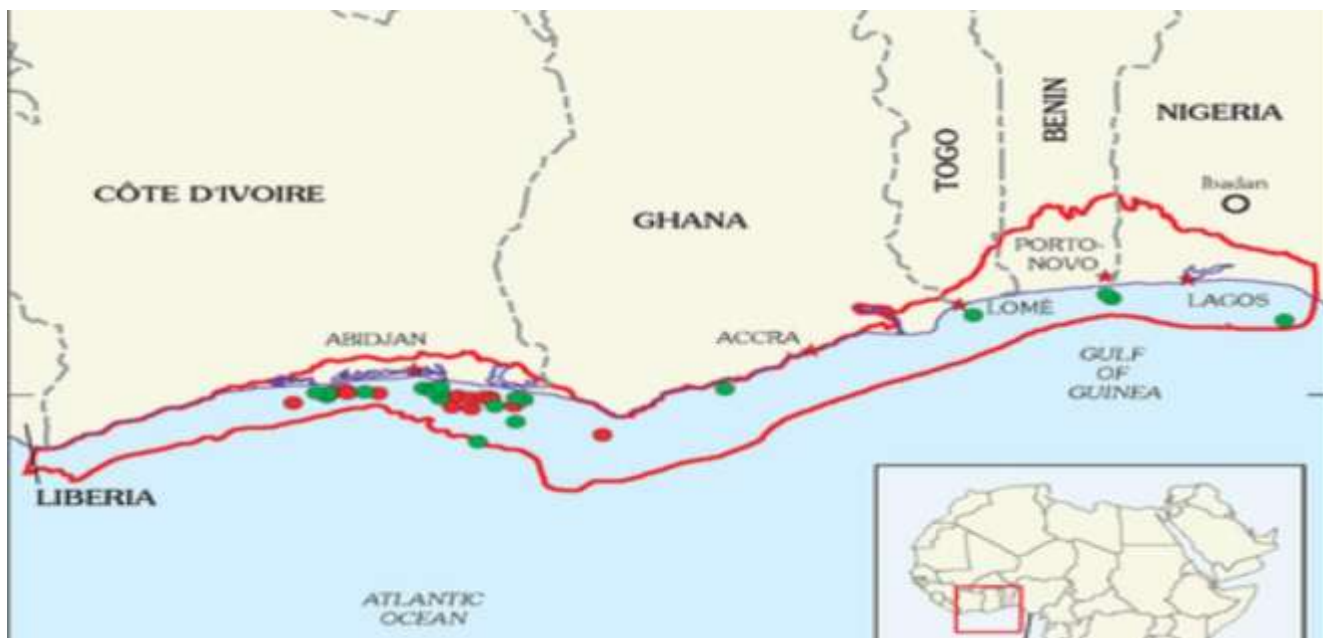 CÔTE D'IVOIRE
GHANA
TOGO
BENIN
NIGERIA
Ibadan
PORTO-
NOVO
LOMÉ
LAGOS
ABIDJAN
ACCRA
GULF
OF
GUINEA
LIBERIA
ATLANTIC
OCEAN